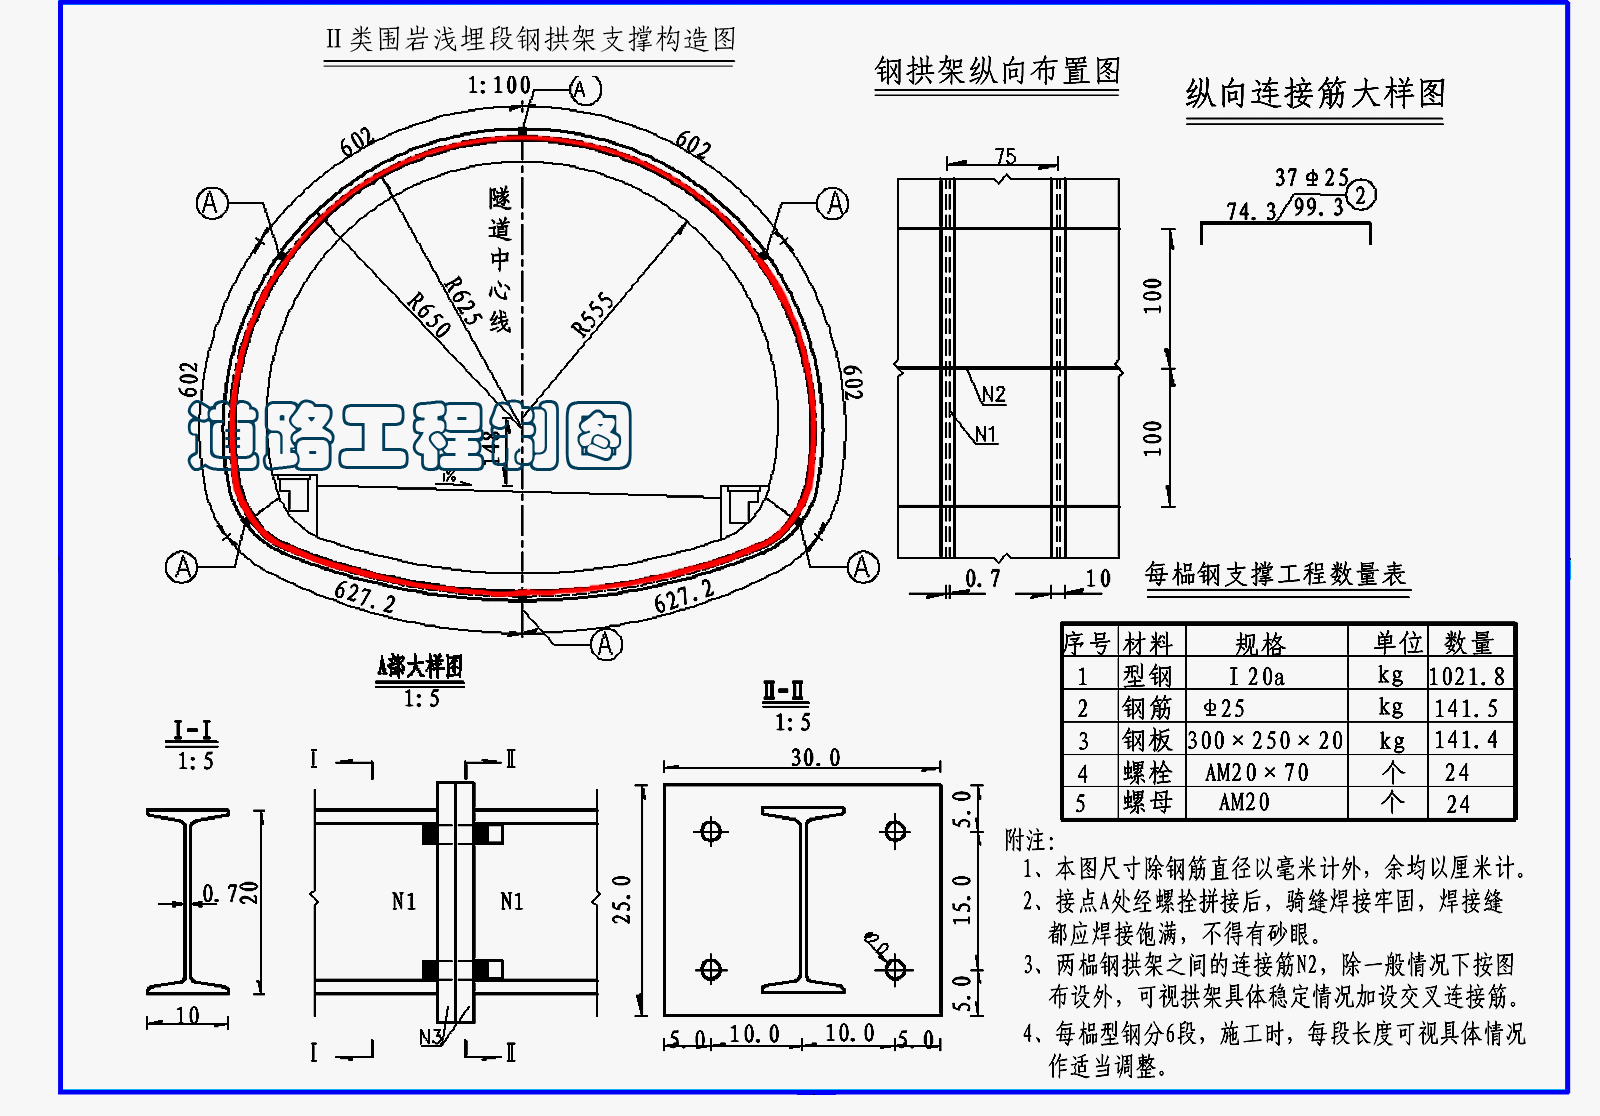 Ⅱ类围岩浅埋段钢拱架支撑构造图
1:100
钢拱架纵向布置图
纵向连接筋大样图
A
602
602
A
A
隧道中心线
R650
R625
R555
602
602
道路工程制图
148
1%
A
A
627.2
627.2
A
75
N2
N1
100
100
0.7
10
37Φ25
74.3
99.3
2
每榀钢支撑工程数量表
序号 材料 规格 单位 数量
1 型钢 I 20a kg 1021.8
2 钢筋 Φ25 kg 141.5
3 钢板 300×250×20 kg 141.4
4 螺栓 AM20×70 个 24
5 螺母 AM20 个 24
A部大样图
1:5
Ⅰ-Ⅰ
1:5
0.7
20
10
Ⅰ
Ⅱ
N1
N1
N3
Ⅰ
Ⅱ
Ⅱ-Ⅱ
1:5
30.0
25.0
5.0
15.0
5.0
Φ20
5.0
10.0
10.0
5.0
附注:
1、本图尺寸除钢筋直径以毫米计外，余均以厘米计。
2、接点A处经螺栓拼接后，骑缝焊接牢固，焊接缝
都应焊接饱满，不得有砂眼。
3、两榀钢拱架之间的连接筋N2，除一般情况下按图
布设外，可视拱架具体稳定情况加设交叉连接筋。
4、每榀型钢分6段，施工时，每段长度可视具体情况
作适当调整。